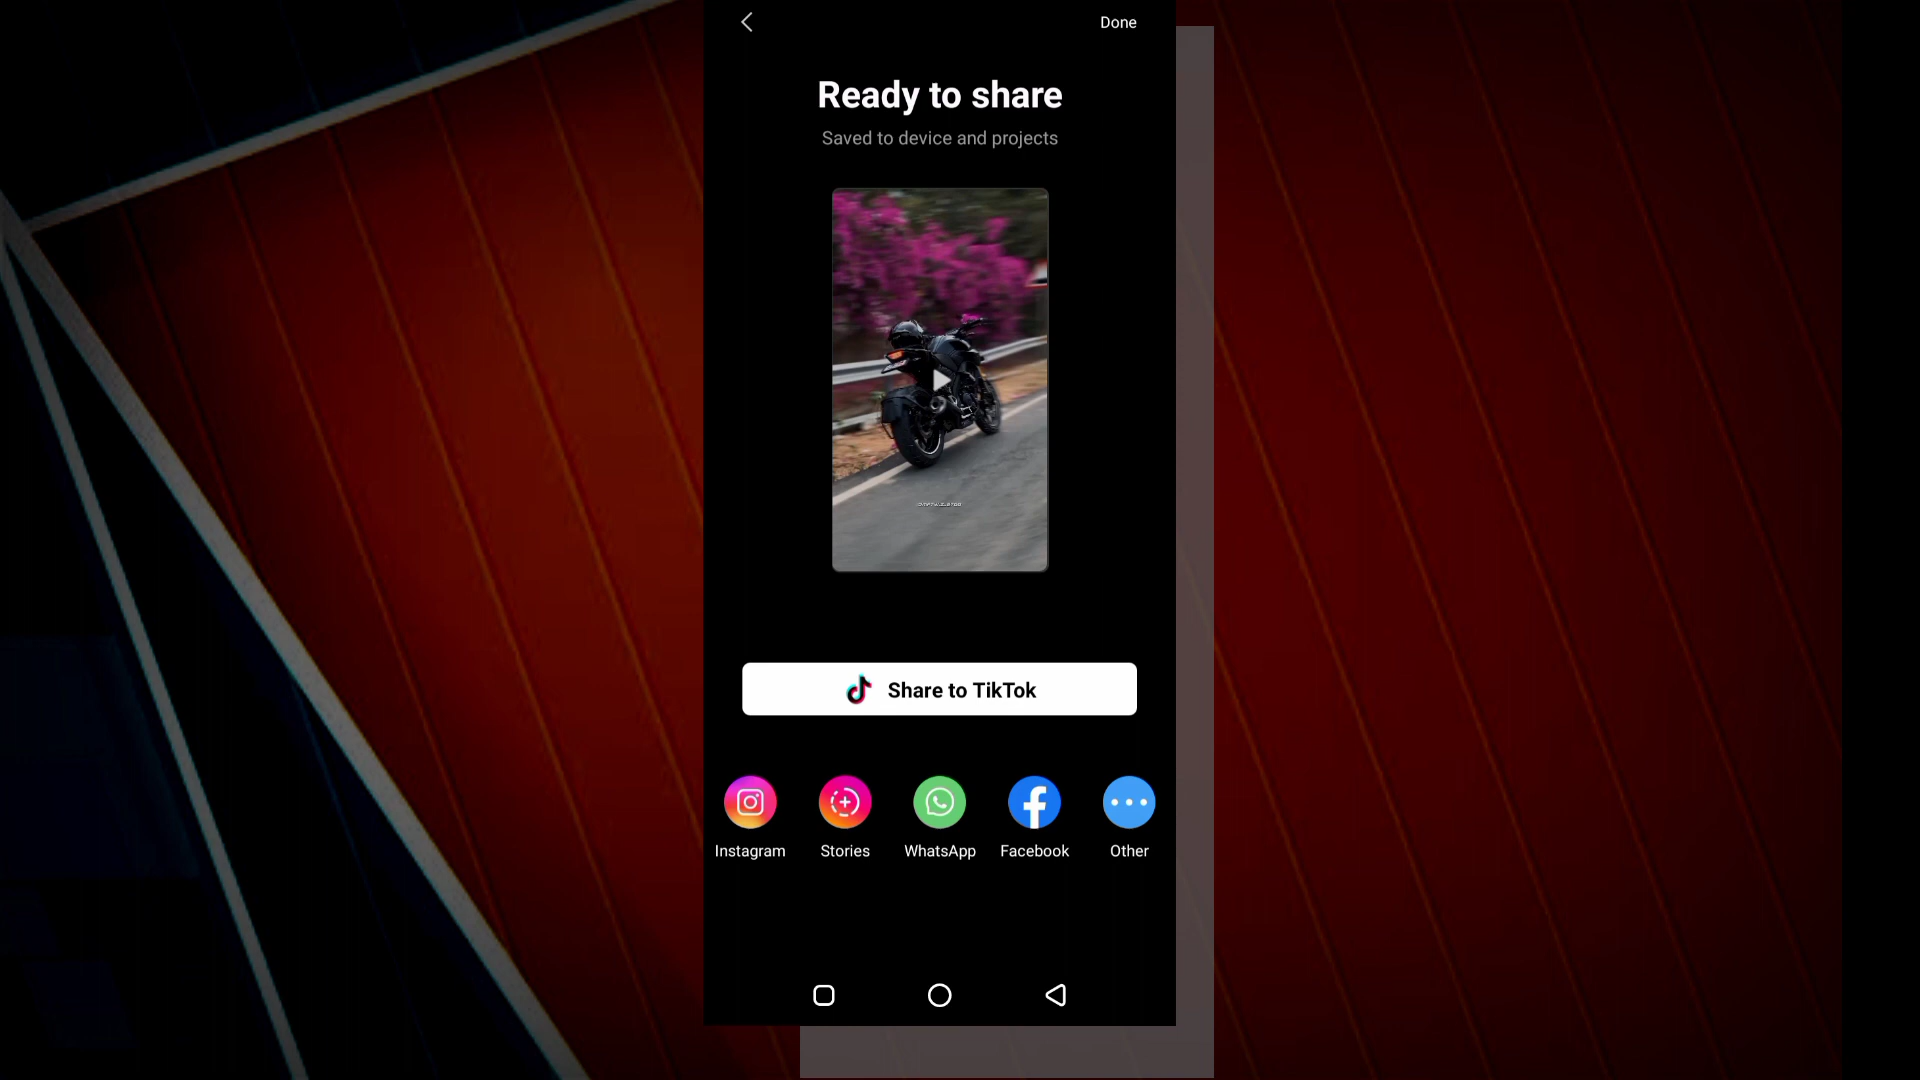 Done
Ready to share
Saved to device and projects
Share to TikTok
Instagram
Stories
WhatsApp
Facebook
Other